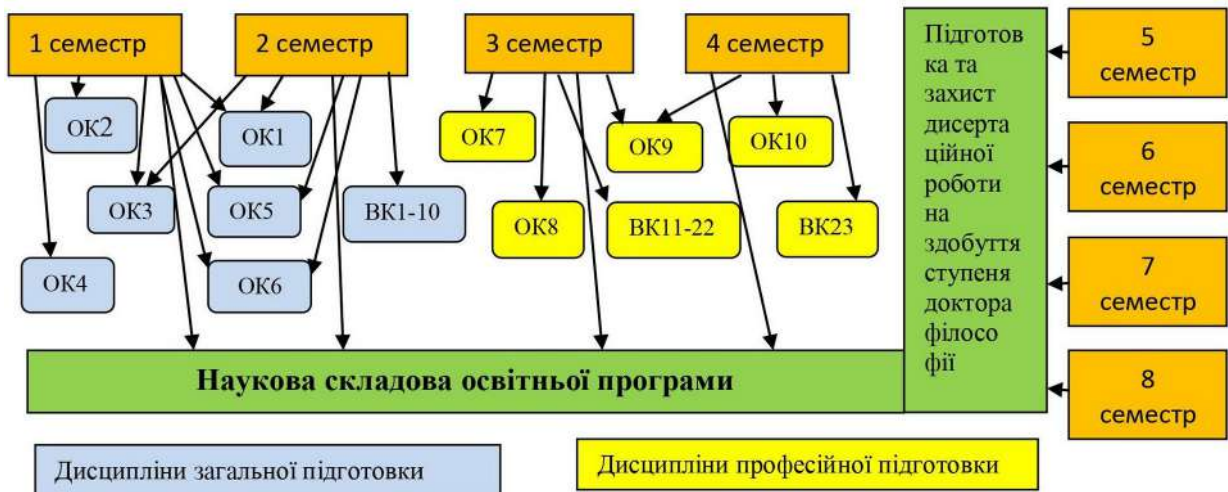 1 семестр
2 семестр
3 семестр
4 семестр
ОК2
ОК1
ОК7
ОК9
ОК10
ОК3
ОК5
ВК1-10
ОК8
ВК11-22
ВК23
ОК4
ОК6
Наукова складова освітньої програми
Підготов
ка та
захист
дисерта
ційної
роботи
на
здобуття
ступеня
доктора
філосо
фії
5
семестр
6
семестр
7
семестр
8
семестр
Дисципліни загальної підготовки
Дисципліни професійної підготовки